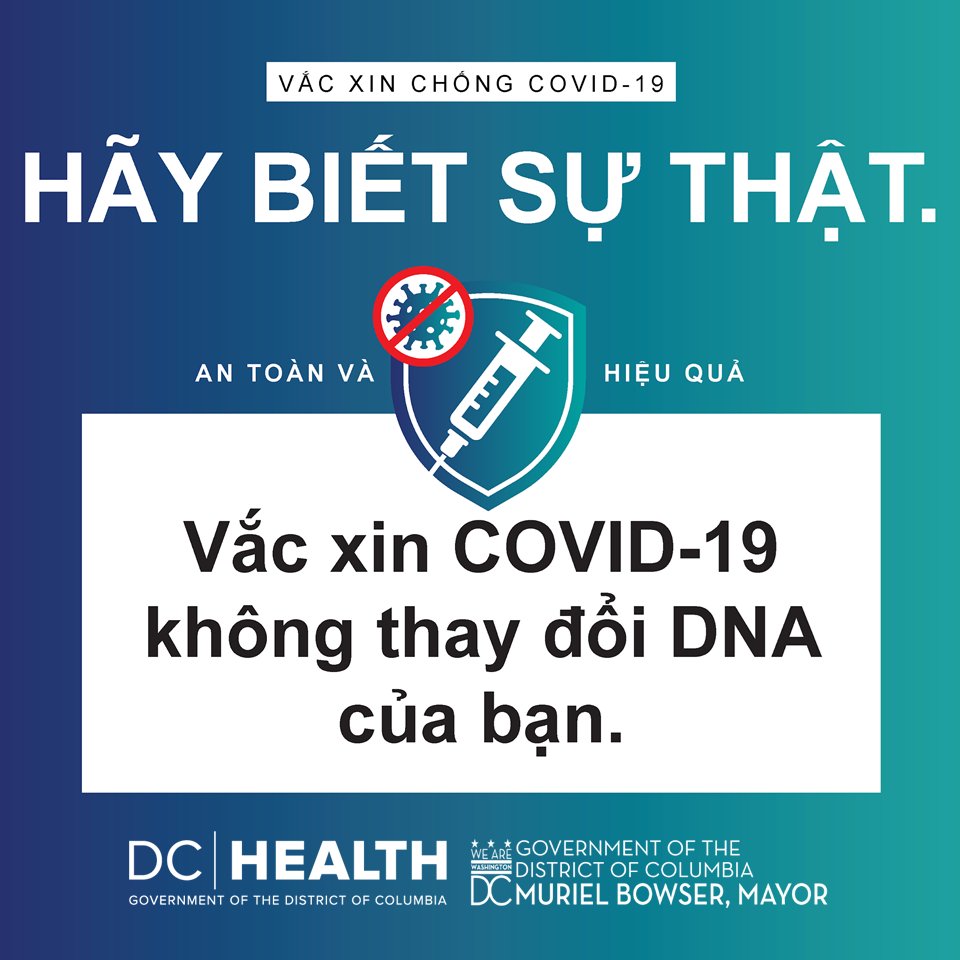 VẮC XIN CHỐNG COVID-19
HÃY BIẾT SỰ THẬT.
AN TOÀN VÀ HIỆU QUẢ
Vắc xin COVID-19
không thay đổi DNA
của bạn.
DC HEALTH
GOVERNMENT OF THE DISTRICT OF COLUMBIA
WE ARE
WASHINGTON
DC
GOVERNMENT OF THE
DISTRICT OF COLUMBIA
MURIEL BOWSER, MAYOR